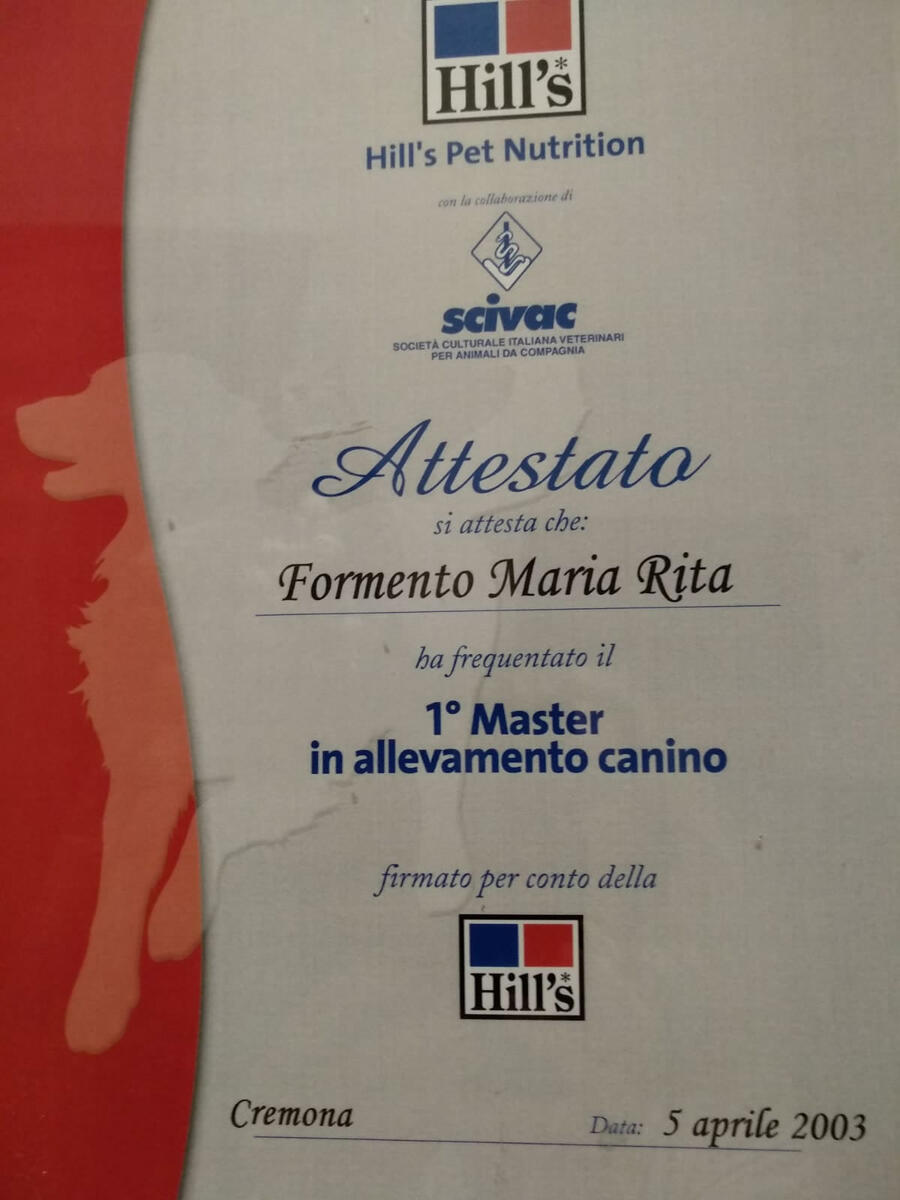 Hill's*
Hill's Pet Nutrition
con la collaborazione di
scivac
SOCIETÀ CULTURALE ITALIANA VETERINARI
PER ANIMALI DA COMPAGNIA
Attestato
si attesta che:
Formento Maria Rita
ha frequentato il
1° Master
in allevamento canino
firmato per conto della
Hill's*
Cremona Data: 5 aprile 2003